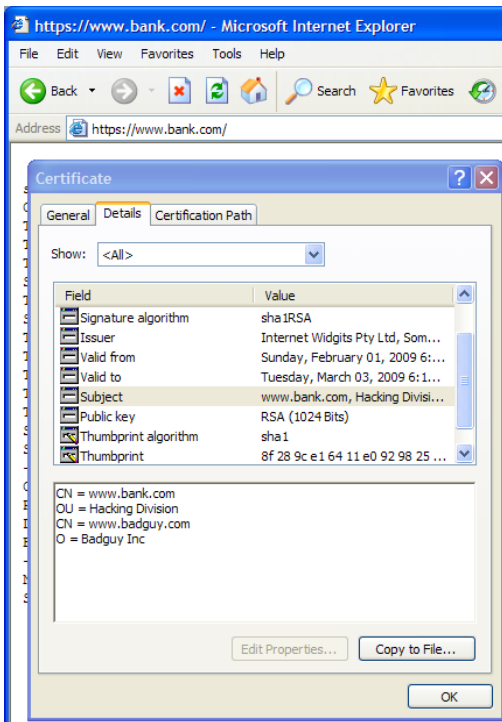 https://www.bank.com/ - Microsoft Internet Explorer
File Edit View Favorites Tools Help
Back Search Favorites
Address https://www.bank.com/
Certificate
General Details Certification Path
Show: <All>
Field Value
Signature algorithm sha1RSA
Issuer Internet Widgits Pty Ltd, Som...
Valid from Sunday, February 01, 2009 6:...
Valid to Tuesday, March 03, 2009 6:1...
Subject www.bank.com, Hacking Divisi...
Public key RSA (1024 Bits)
Thumbprint algorithm sha1
Thumbprint 8f 28 9c e1 64 11 e0 92 98 25 ...
CN = www.bank.com
OU = Hacking Division
CN = www.badguy.com
O = Badguy Inc
Edit Properties... Copy to File...
OK